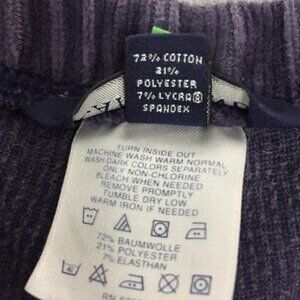 72% COTTON
21%
POLYESTER
7% LYCRA®
SPANDEX
TURN INSIDE OUT
MACHINE WASH WARM NORMAL
WASH DARK COLORS SEPARATELY
ONLY NON-CHLORINE
BLEACH WHEN NEEDED
REMOVE PROMPTLY
TUMBLE DRY LOW
WARM IRON IF NEEDED
72% BAUMWOLLE
21% POLYESTER
7% ELASTHAN
RN